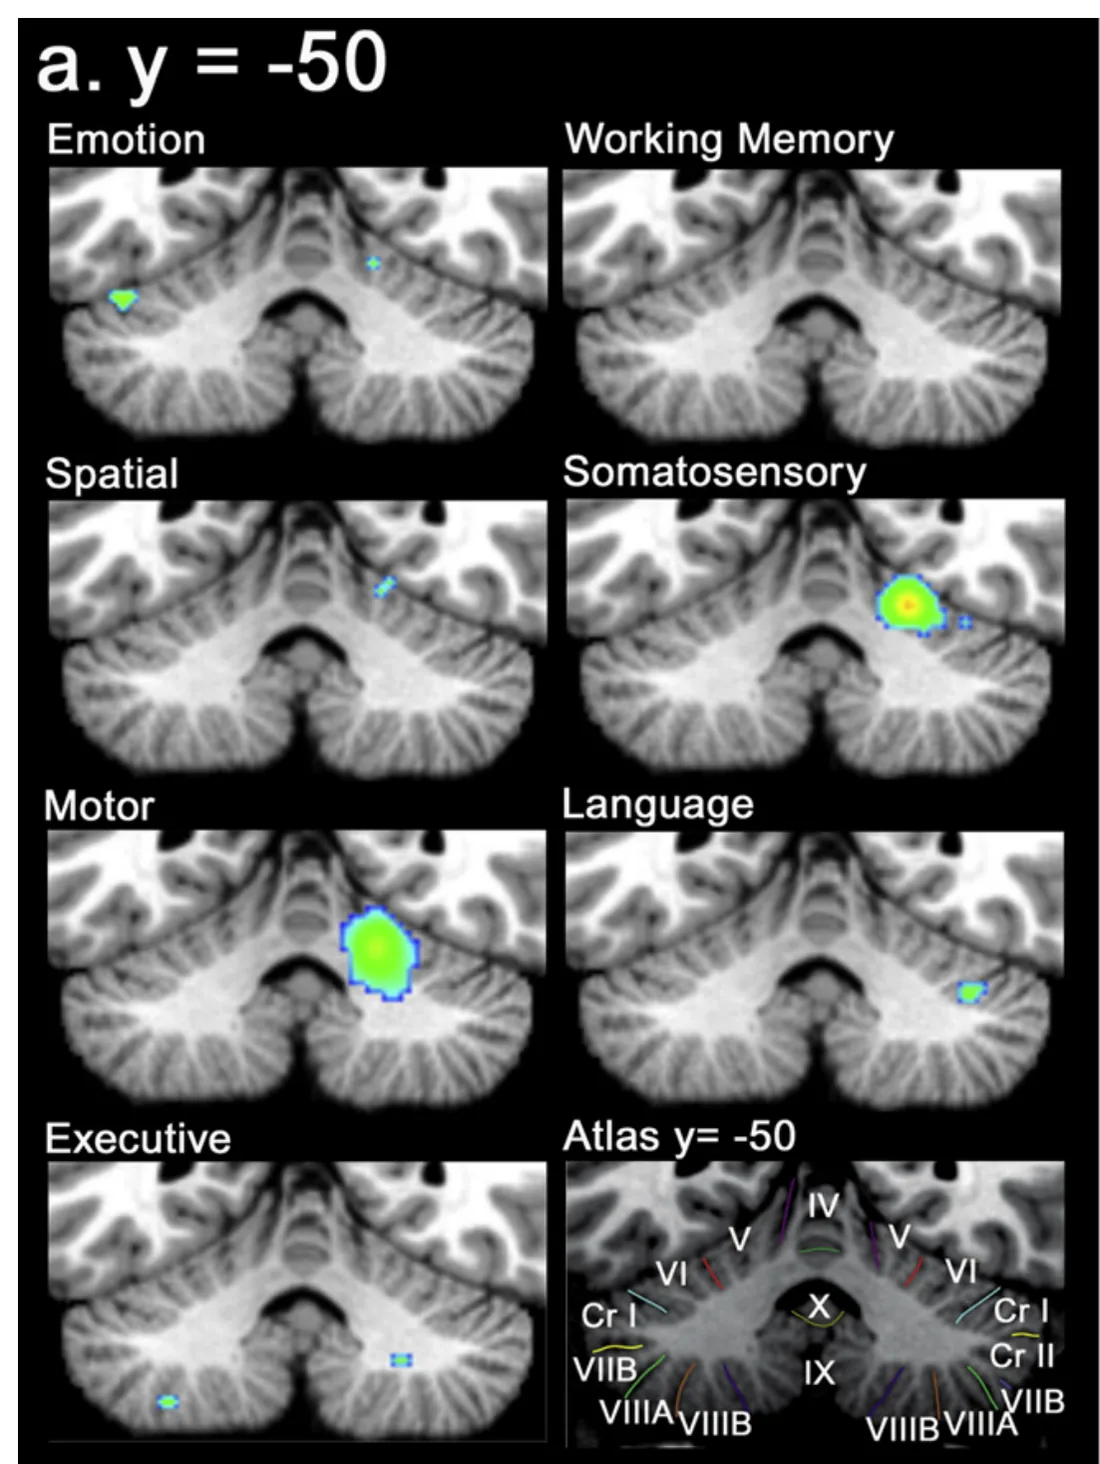 a. y = -50
Emotion
Working Memory
Spatial
Somatosensory
Motor
Language
Executive
Atlas y= -50
IV
V
V
VI
VI
Cr I
X
Cr I
VIIB
IX
Cr II
VIIIA
VIIIB
VIIIB
VIIIA
VIIB